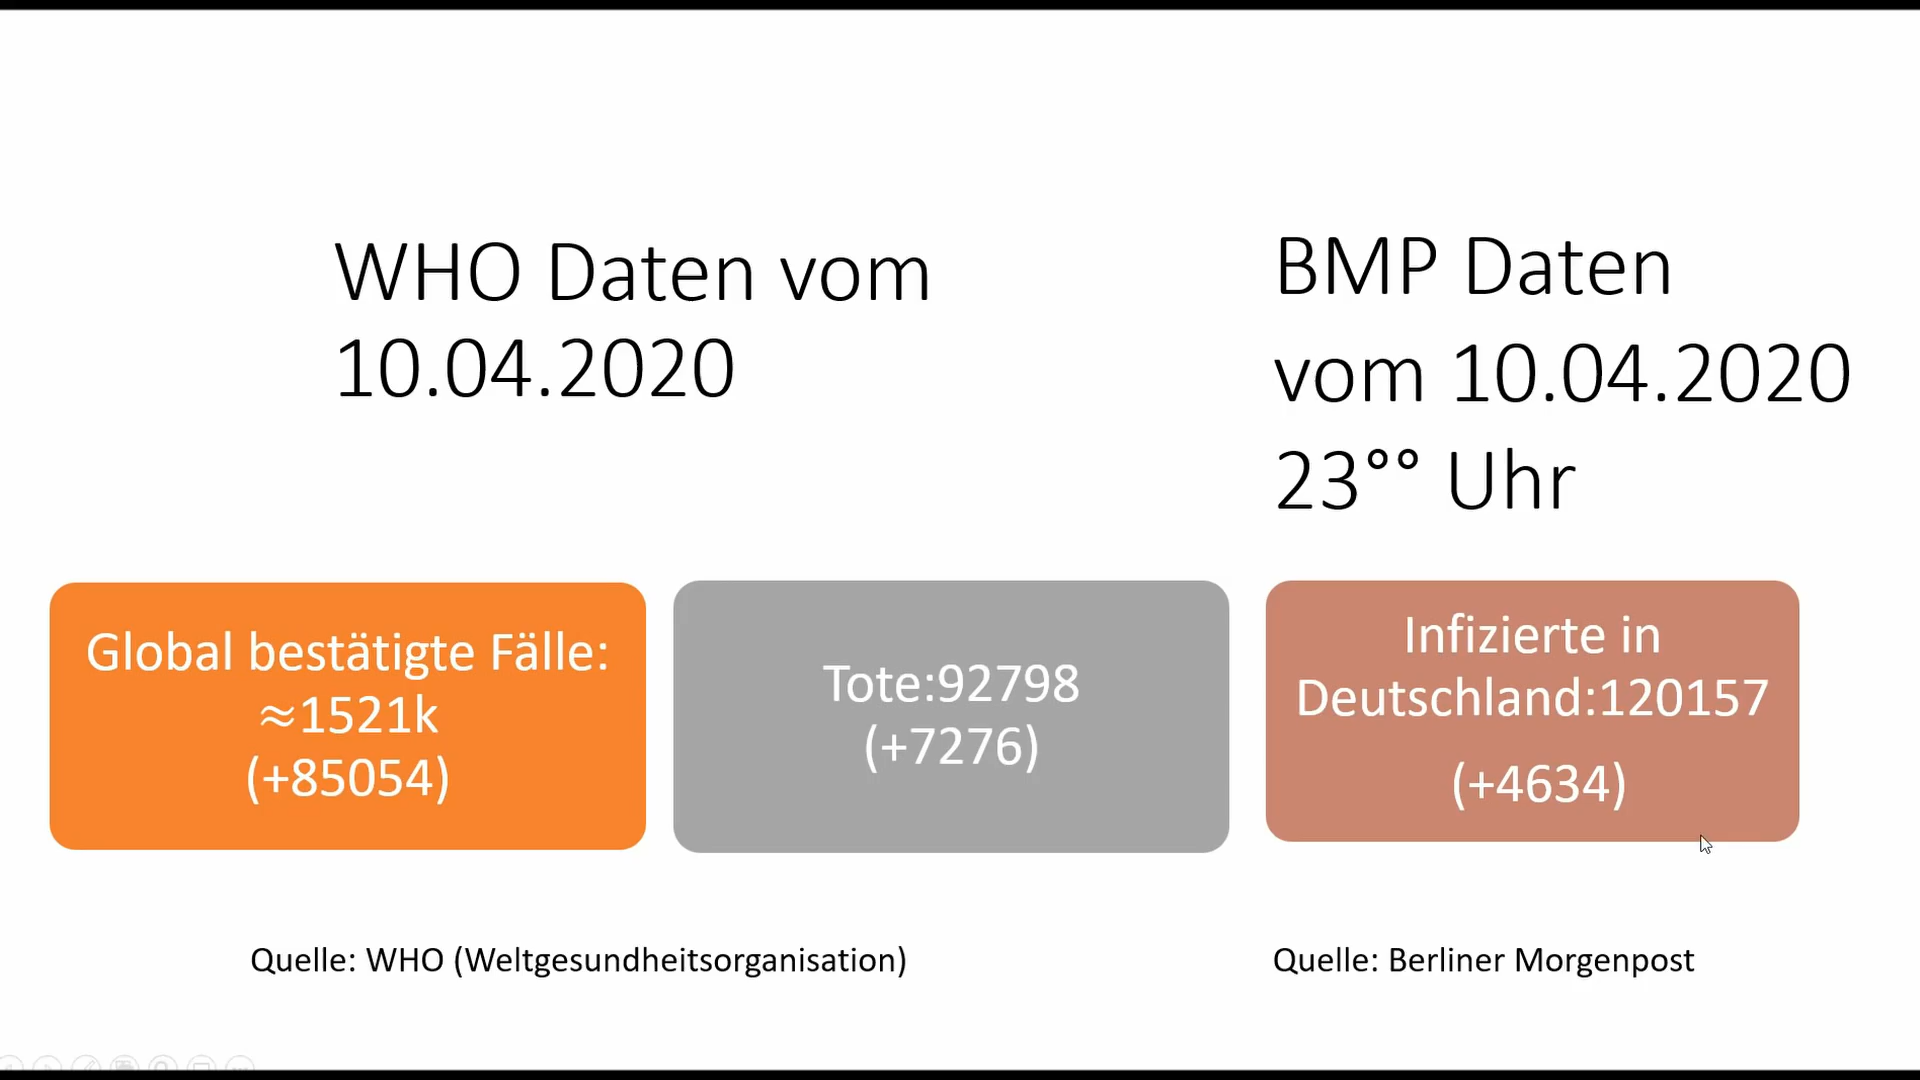 WHO Daten vom
10.04.2020
BMP Daten
vom 10.04.2020
23°° Uhr
Global bestätigte Fälle:
≈1521k
(+85054)
Tote:92798
(+7276)
Infizierte in
Deutschland:120157
(+4634)
Quelle: WHO (Weltgesundheitsorganisation)
Quelle: Berliner Morgenpost